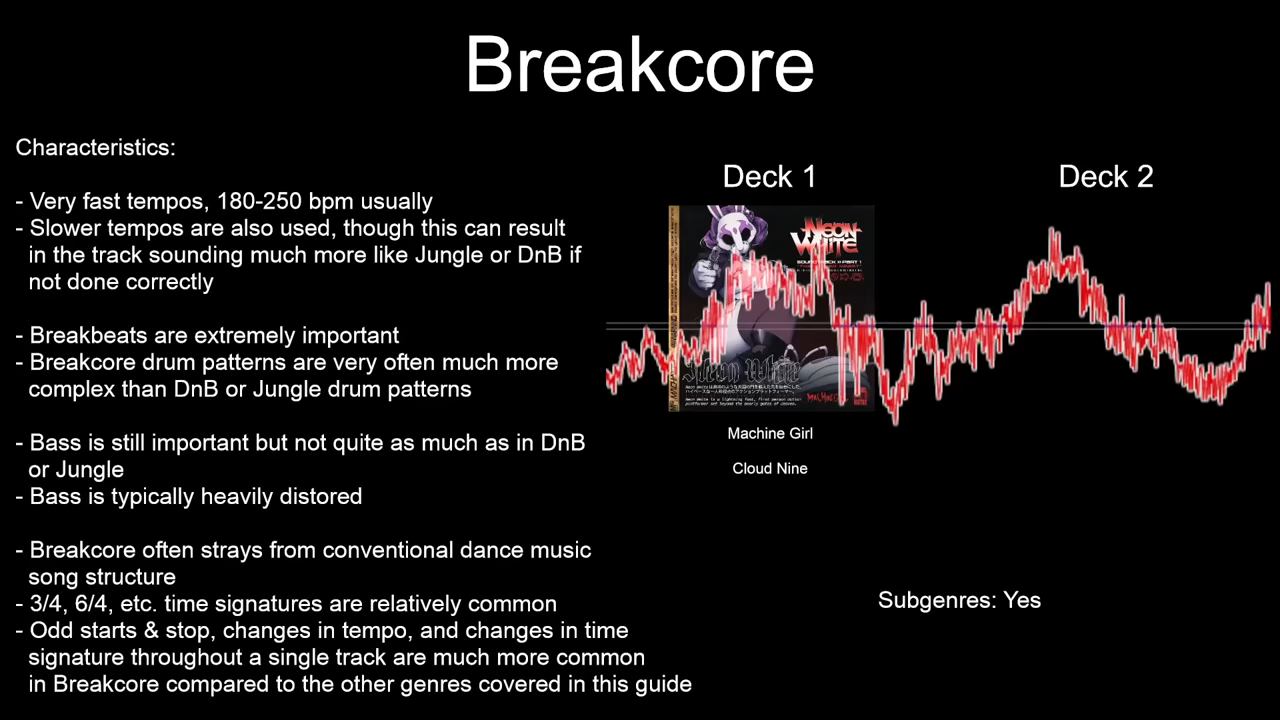 Breakcore
Characteristics:
- Very fast tempos, 180-250 bpm usually
- Slower tempos are also used, though this can result
in the track sounding much more like Jungle or DnB if
not done correctly
- Breakbeats are extremely important
- Breakcore drum patterns are very often much more
complex than DnB or Jungle drum patterns
- Bass is still important but not quite as much as in DnB
or Jungle
- Bass is typically heavily distored
- Breakcore often strays from conventional dance music
song structure
- 3/4, 6/4, etc. time signatures are relatively common
- Odd starts & stop, changes in tempo, and changes in time
signature throughout a single track are much more common
in Breakcore compared to the other genres covered in this guide
Deck 1
Deck 2
NEON
WHITE
Neon White
Machine Girl
Cloud Nine
Subgenres: Yes